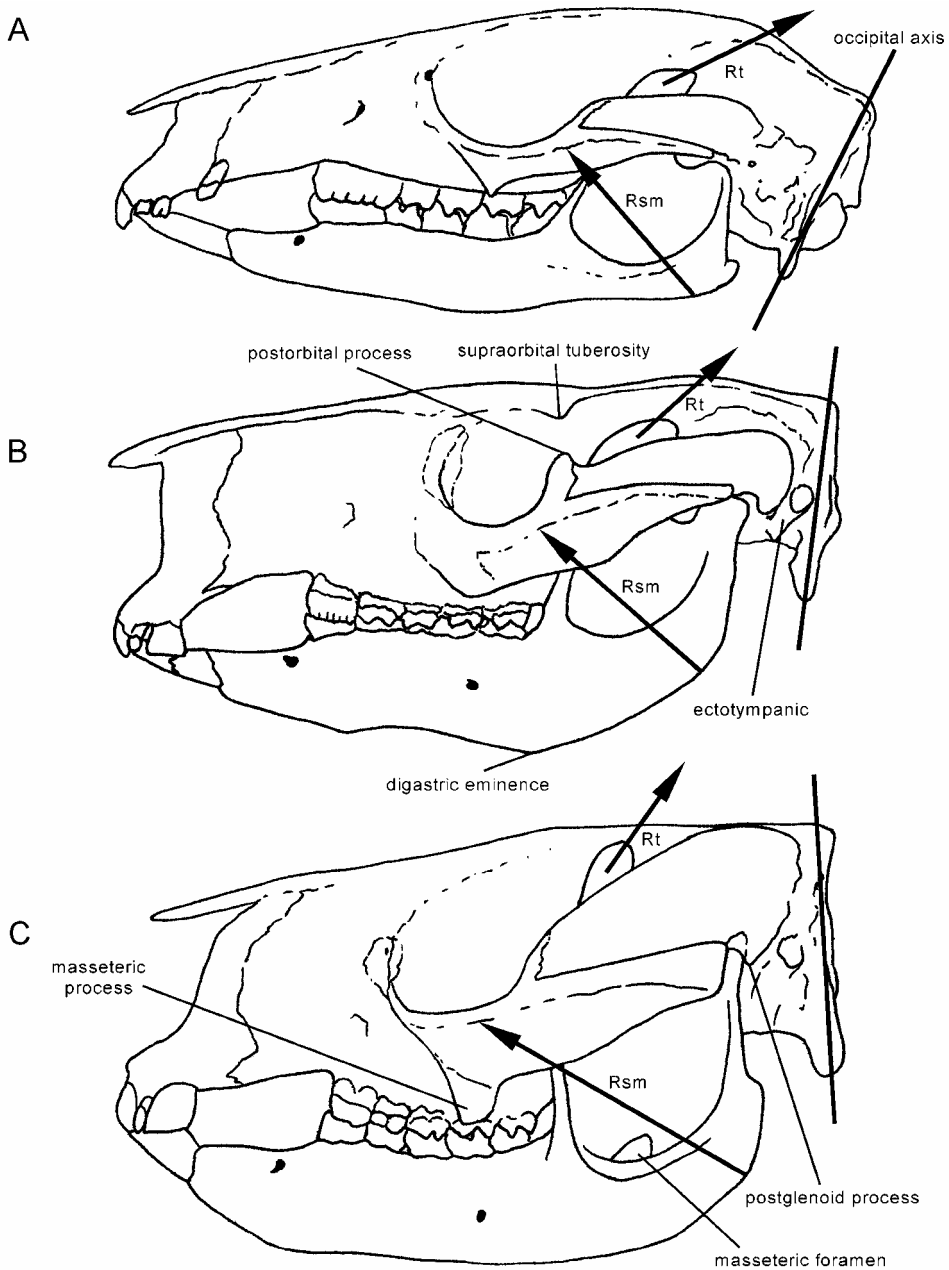 A
occipital axis
Rt
Rsm
postorbital process
supraorbital tuberosity
Rt
B
Rsm
ectotympanic
digastric eminence
Rt
C
masseteric
process
Rsm
postglenoid process
masseteric foramen